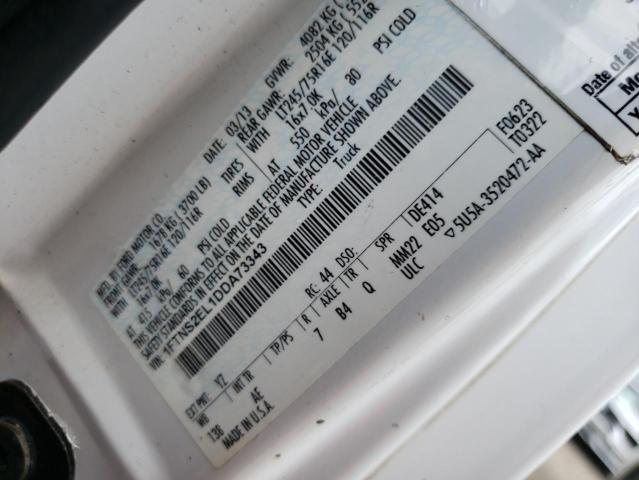 MFD. BY FORD MOTOR CO.
DATE: 03/13 GVWR: 4082 KG
FRONT GAWR: 1678 KG (3700 LB) REAR GAWR: 2504 KG
WITH LT245/75R16E 120/116R TIRES WITH LT245/75R16E 120/116R
16x7.0K RIMS 16x7.0K
AT 415 kPa/ 60 PSI COLD AT 550 kPa/ 80 PSI COLD
THIS VEHICLE CONFORMS TO ALL APPLICABLE FEDERAL MOTOR VEHICLE
SAFETY STANDARDS IN EFFECT ON THE DATE OF MANUFACTURE SHOWN ABOVE.
VIN: 1FTNS2EL1DDA73343 TYPE: Truck
EXT PNT: YZ RC: 44 DSO:
WB INT TR TP/PS R AXLE TR SPR DE414 FD623
138 AE 7 B4 Q MM22 E05 T0322
MADE IN U.S.A. ULC ▽5U5A-3520472-AA
Date of